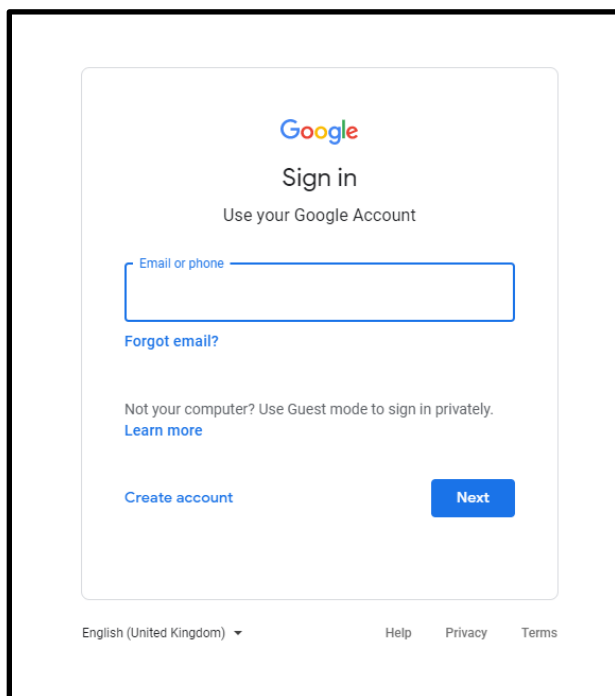 Google
Sign in
Use your Google Account
Email or phone
Forgot email?
Not your computer? Use Guest mode to sign in privately.
Learn more
Create account
Next
English (United Kingdom)
Help Privacy Terms